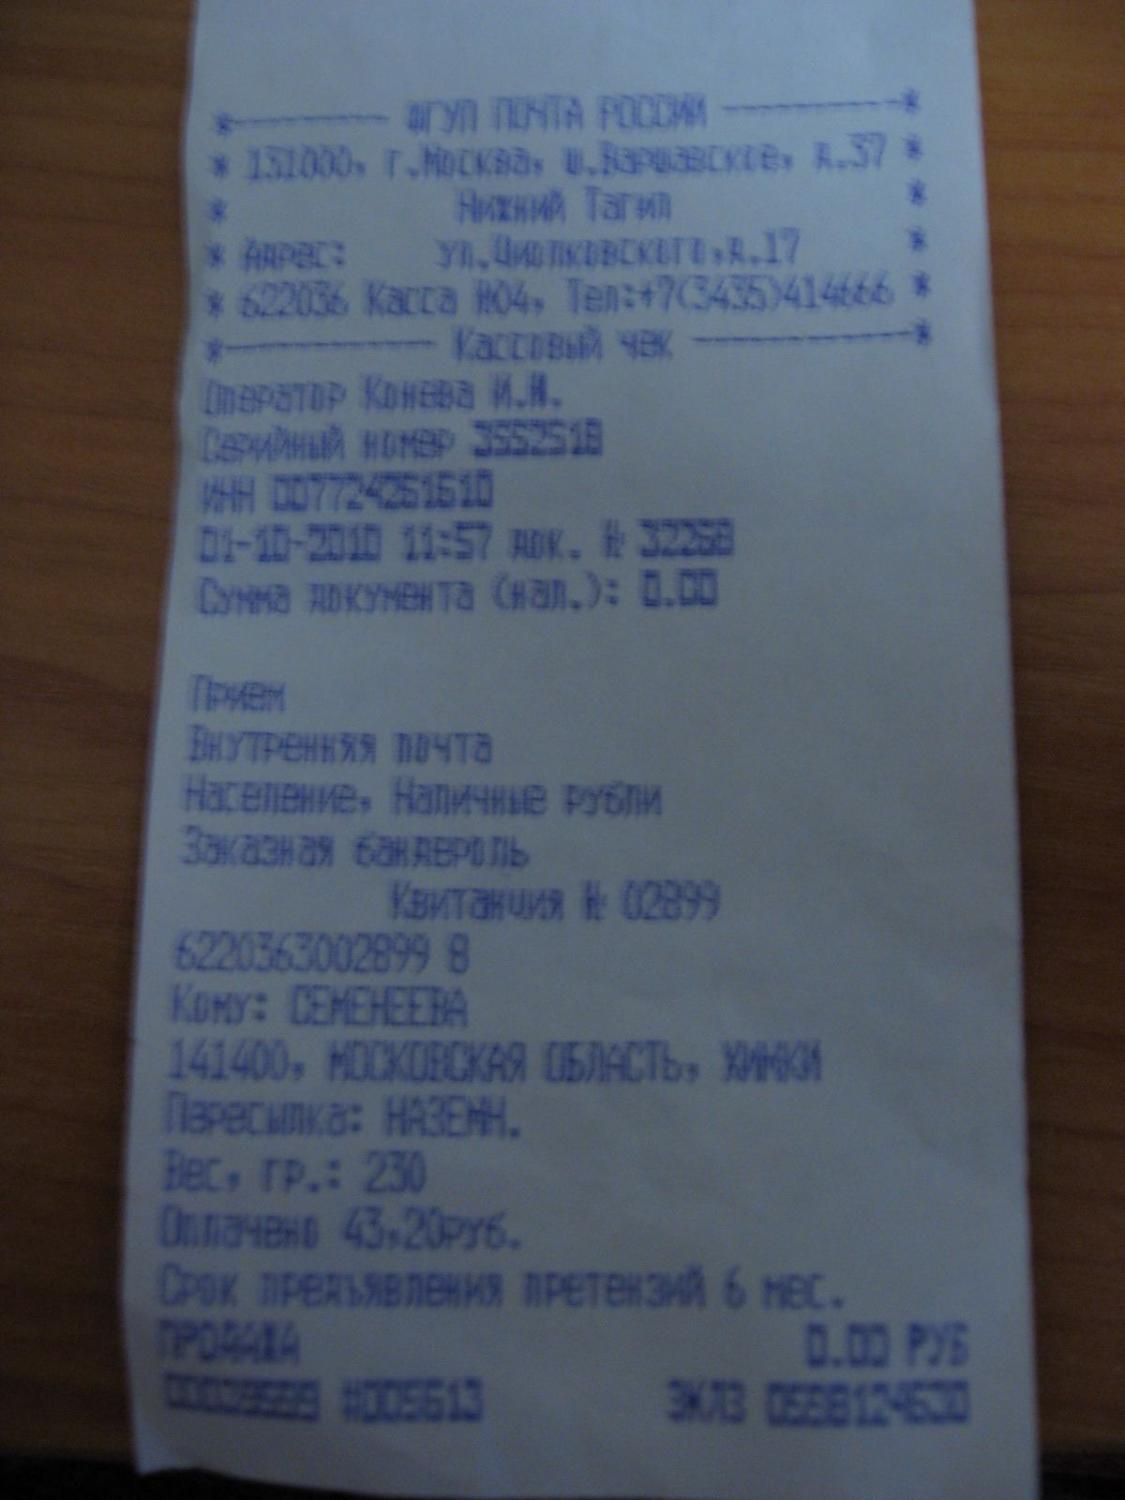 *-------- ФГУП ПОЧТА РОССИИ ---------*
* 131000, г.Москва, ш.Варшавское, д.37 *
* Нижний Тагил *
* Адрес: ул.Циолковского,д.17 *
* 622036 Касса №04, Тел:+7(3435)414666 *
*----------- Кассовый чек -----------*
Оператор Конева И.Н.
Серийный номер 3552518
ИНН 007724261610
01-10-2010 11:57 док. № 32268
Сумма документа (нал.): 0.00
Прием
Внутренняя почта
Население, Наличные рубли
Заказная бандероль
Квитанция № 02899
6220363002899 8
Кому: СЕМЕНЕЕВА
141400, МОСКОВСКАЯ ОБЛАСТЬ, ХИМКИ
Пересылка: НАЗЕМН.
Вес, гр.: 230
Оплачено 43,20руб.
Срок предъявления претензий 6 мес.
ПРОДАЖА 0.00 РУБ
#005613 ЭКЛЗ